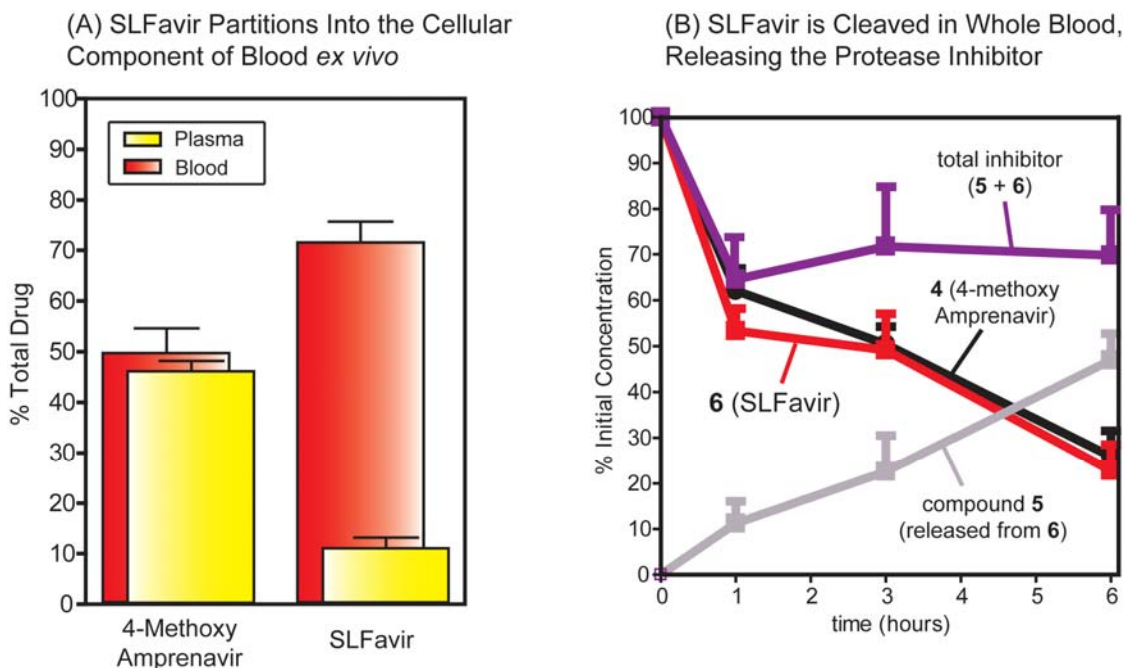 (A) SLFavir Partitions Into the Cellular
Component of Blood ex vivo
100
90
80
70
60
50
40
30
20
10
0
% Total Drug
Plasma
Blood
4-Methoxy
Amprenavir
SLFavir
(B) SLFavir is Cleaved in Whole Blood,
Releasing the Protease Inhibitor
100
90
80
70
60
50
40
30
20
10
0
% Initial Concentration
total inhibitor
(5 + 6)
4 (4-methoxy
Amprenavir)
6 (SLFavir)
compound 5
(released from 6)
0 1 2 3 4 5 6
time (hours)